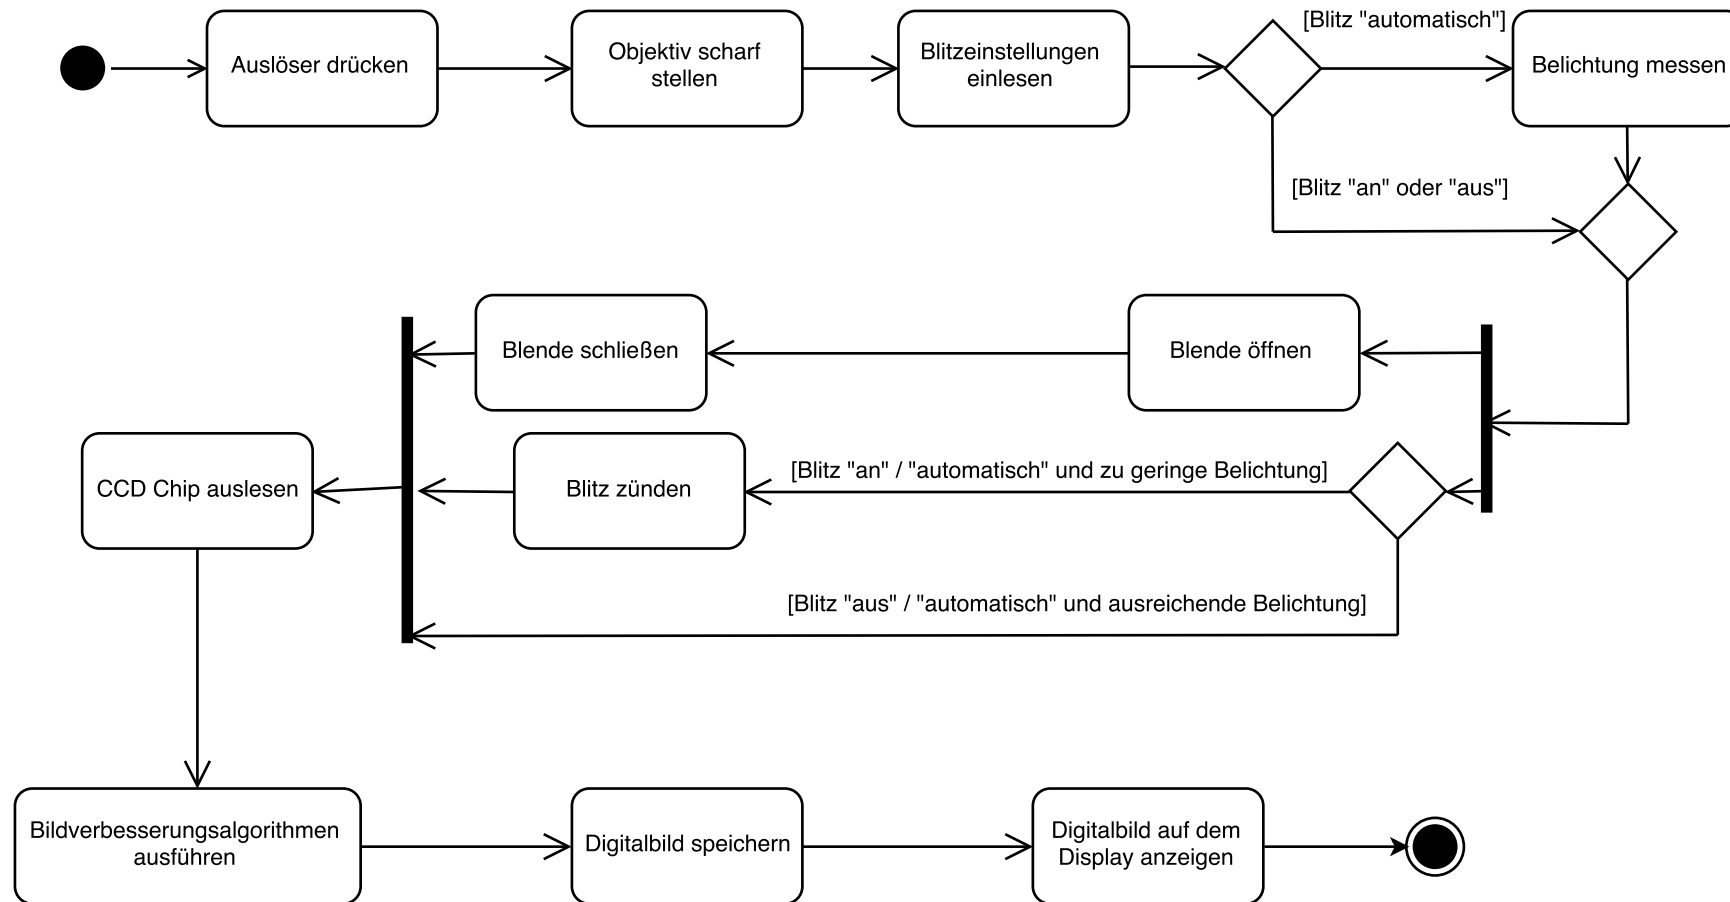 Auslöser drücken
Objektiv scharf
stellen
Blitzeinstellungen
einlesen
[Blitz "automatisch"]
Belichtung messen
[Blitz "an" oder "aus"]
Blende schließen
Blende öffnen
CCD Chip auslesen
Blitz zünden
[Blitz "an" / "automatisch" und zu geringe Belichtung]
[Blitz "aus" / "automatisch" und ausreichende Belichtung]
Bildverbesserungsalgorithmen
ausführen
Digitalbild speichern
Digitalbild auf dem
Display anzeigen